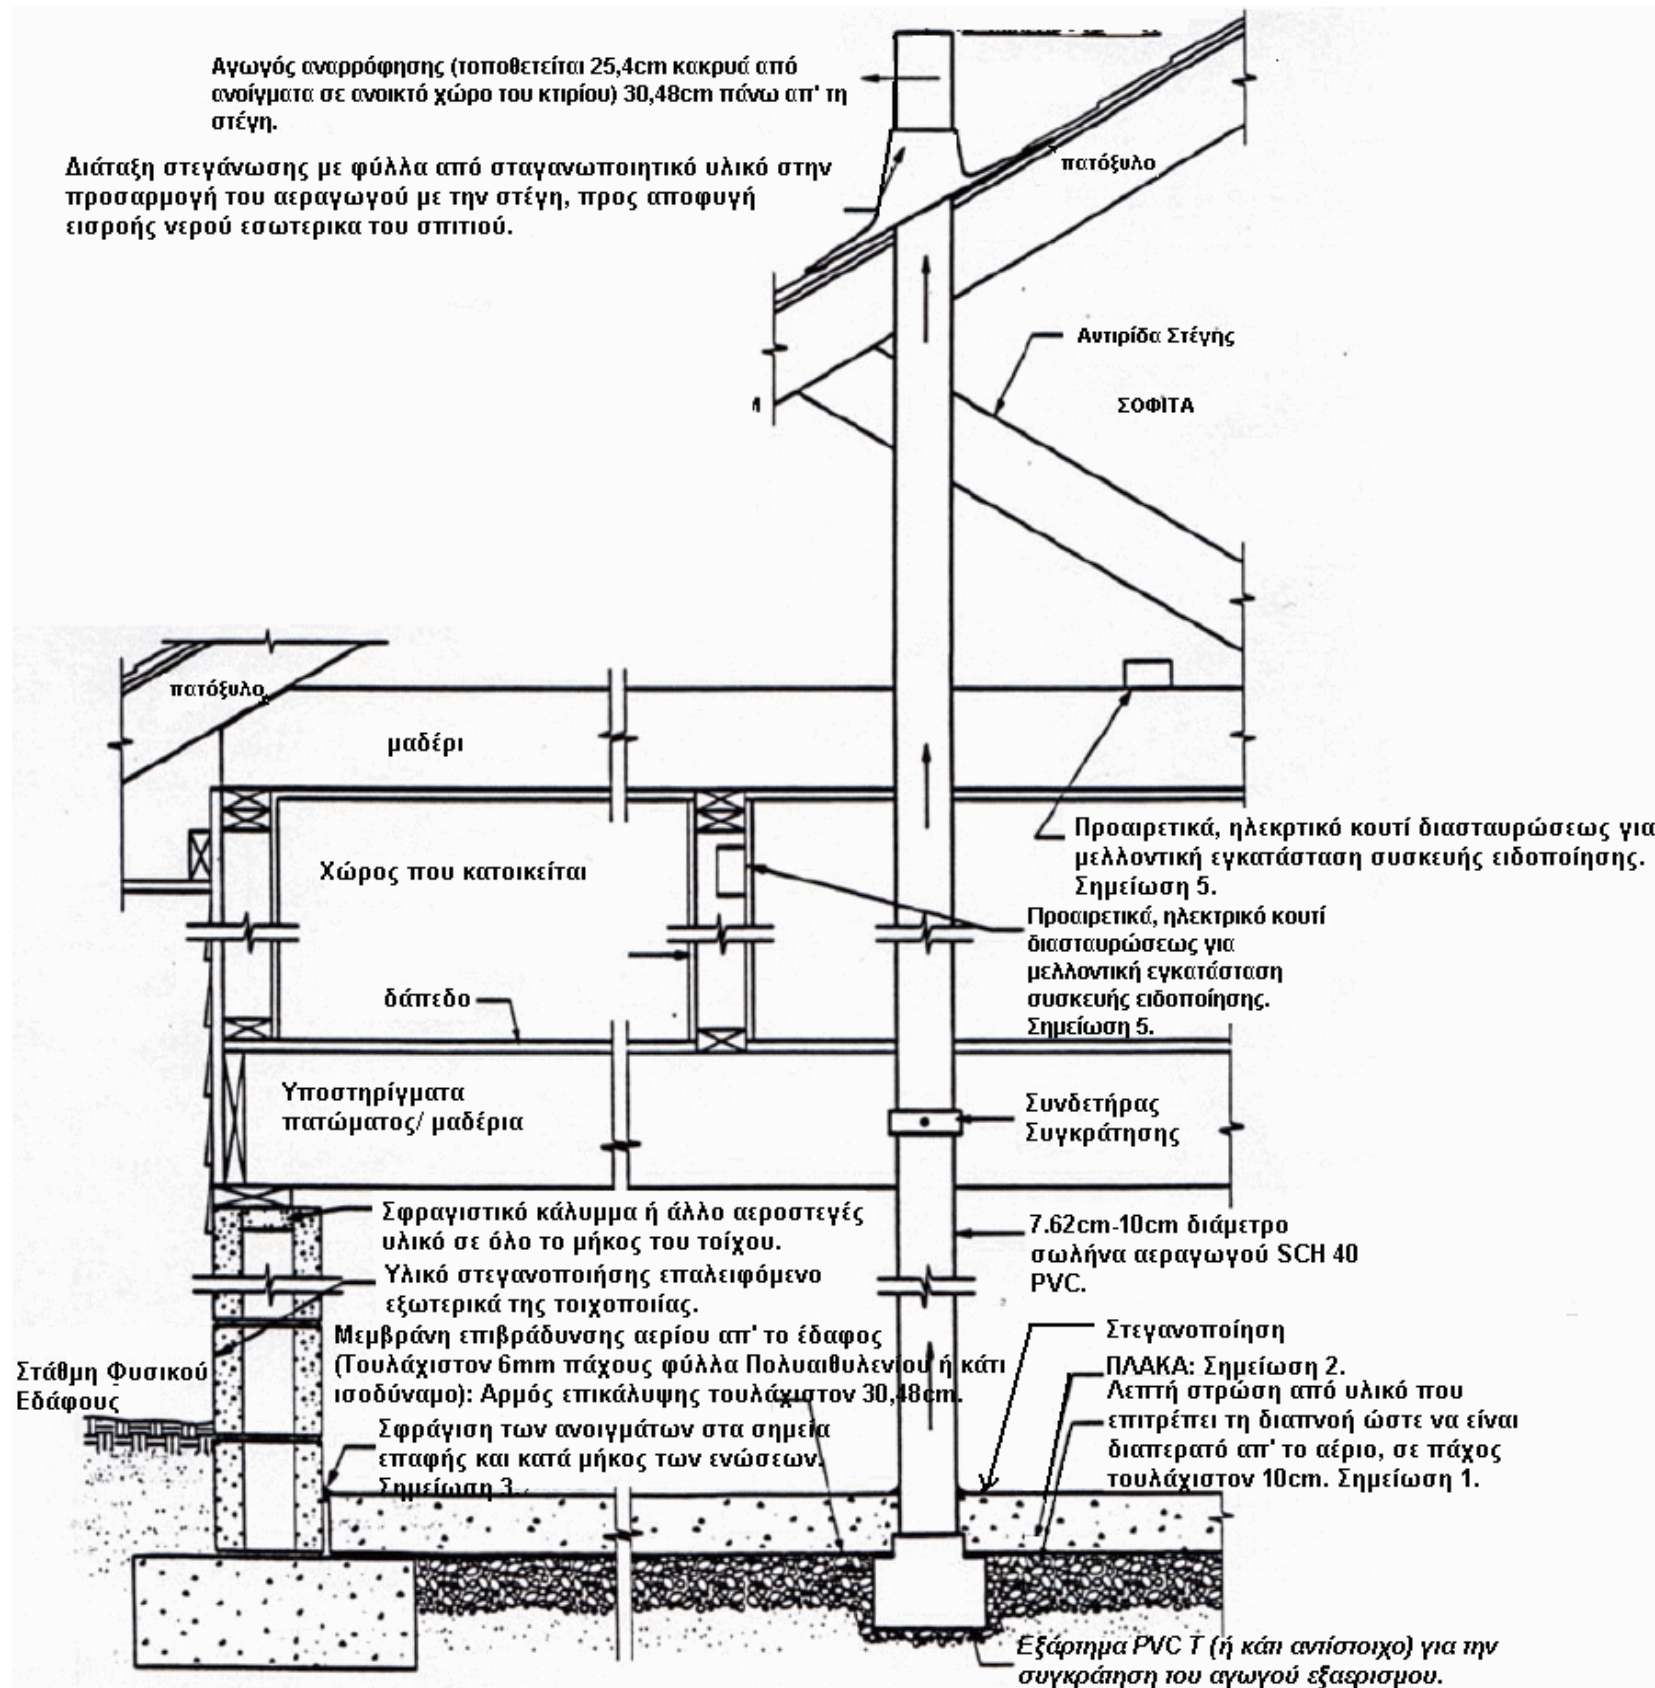 Αγωγός αναρρόφησης (τοποθετείται 25,4cm κακρυά από
ανοίγματα σε ανοικτό χώρο του κτιρίου) 30,48cm πάνω απ' τη
στέγη.
Διάταξη στεγάνωσης με φύλλα από σταγανωποιητικό υλικό στην
προσαρμογή του αεραγωγού με την στέγη, προς αποφυγή
εισροής νερού εσωτερικα του σπιτιού.
πατόξυλο
Αντιρίδα Στέγης
ΣΟΦΙΤΑ
πατόξυλο
μαδέρι
Προαιρετικά, ηλεκρτικό κουτί διασταυρώσεως για
μελλοντική εγκατάσταση συσκευής ειδοποίησης.
Σημείωση 5.
Χώρος που κατοικείται
Προαιρετικά, ηλεκτρικό κουτί
διασταυρώσεως για
μελλοντική εγκατάσταση
συσκευής ειδοποίησης.
Σημείωση 5.
δάπεδο
Υποστηρίγματα
πατώματος/ μαδέρια
Συνδετήρας
Συγκράτησης
Σφραγιστικό κάλυμμα ή άλλο αεροστεγές
υλικό σε όλο το μήκος του τοίχου.
7.62cm-10cm διάμετρο
σωλήνα αεραγωγού SCH 40
PVC.
Υλικό στεγανοποιήσης επαλειφόμενο
εξωτερικά της τοιχοποιίας.
Μεμβράνη επιβράδυνσης αερίου απ' το έδαφος
(Τουλάχιστον 6mm πάχους φύλλα Πολυαιθυλενίου ή κάτι
ισοδύναμο): Αρμός επικάλυψης τουλάχιστον 30,48cm.
Στάθμη Φυσικού
Εδάφους
Στεγανοποίηση
ΠΛΑΚΑ: Σημείωση 2.
Λεπτή στρώση από υλικό που
επιτρέπει τη διαπνοή ώστε να είναι
διαπερατό απ' το αέριο, σε πάχος
τουλάχιστον 10cm. Σημείωση 1.
Σφράγιση των ανοιγμάτων στα σημεία
επαφής και κατά μήκος των ενώσεων.
Σημείωση 3.
Εξάρτημα PVC T (ή κάτι αντίστοιχο) για την
συγκράτηση του αγωγού εξαερισμου.